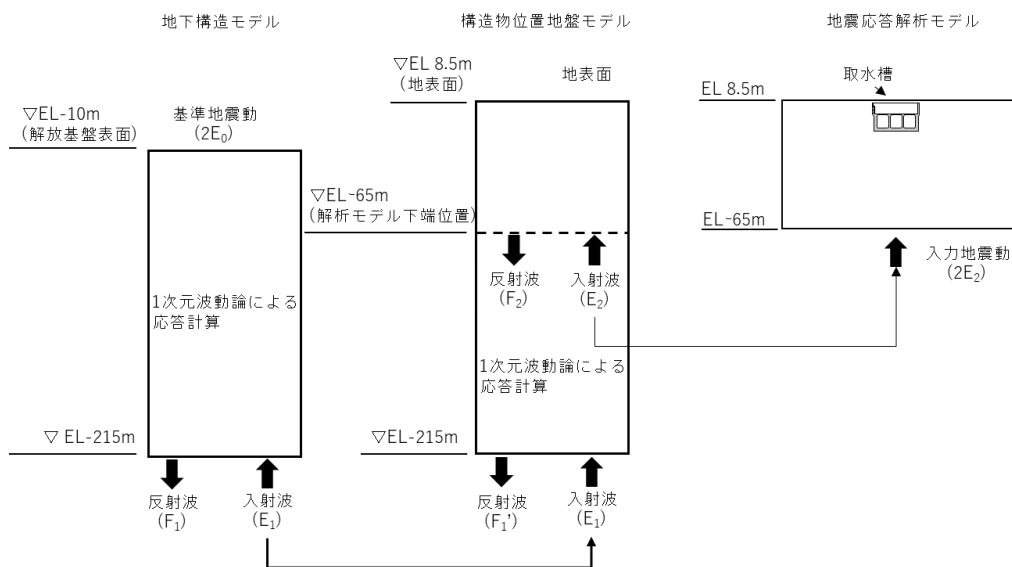 地下構造モデル
▽EL-10m
(解放基盤表面)
基準地震動
(2E₀)
1次元波動論による
応答計算
▽ EL-215m
反射波
(F₁)
入射波
(E₁)
構造物位置地盤モデル
▽EL 8.5m
(地表面)
地表面
▽EL-65m
(解析モデル下端位置)
反射波
(F₂)
入射波
(E₂)
1次元波動論による
応答計算
▽EL-215m
反射波
(F₁’)
入射波
(E₁)
地震応答解析モデル
取水槽
EL 8.5m
EL-65m
入力地震動
(2E₂)